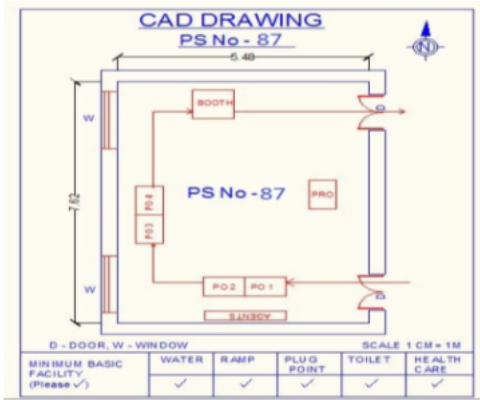 CAD DRAWING
PS No - 87
N
5.48
BOOTH
D
W
PS No -87
PRO
7.62
PO 4
PO 3
W
PO 2 PO 1
D
AGENTS
D - DOOR, W - WINDOW
SCALE 1 CM = 1M
MINIMUM BASIC
FACILITY
(Please ✓)
WATER
RAMP
PLUG
POINT
TOILET
HEALTH
CARE
✓ ✓ ✓ ✓ ✓